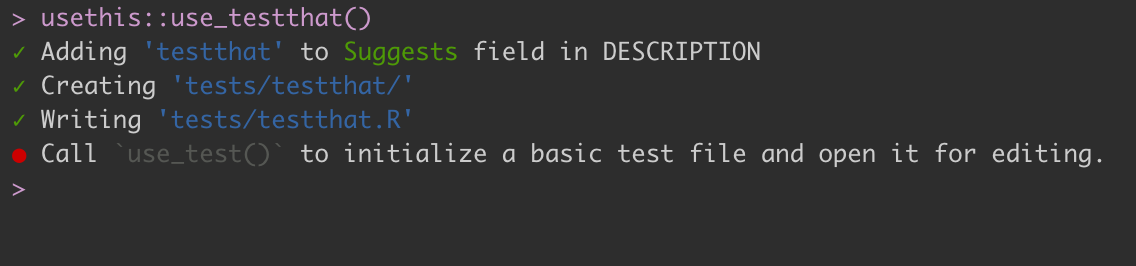 > usethis::use_testthat()
✓ Adding 'testthat' to Suggests field in DESCRIPTION
✓ Creating 'tests/testthat/'
✓ Writing 'tests/testthat.R'
● Call `use_test()` to initialize a basic test file and open it for editing.
>